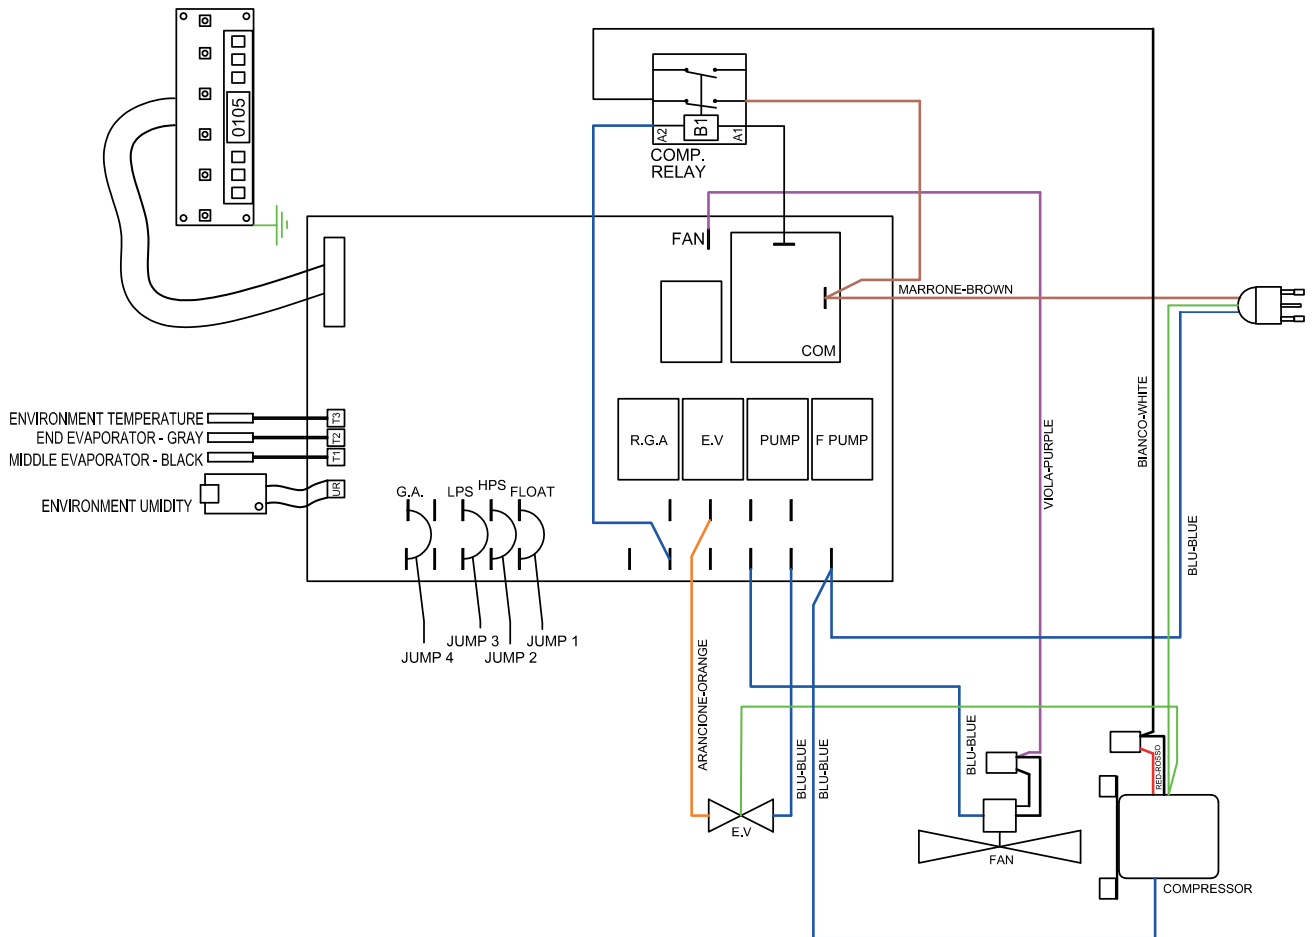 0105
A2
B1
A1
COMP.
RELAY
FAN
MARRONE-BROWN
COM
BIANCO-WHITE
ENVIRONMENT TEMPERATURE
T3
END EVAPORATOR - GRAY
T2
MIDDLE EVAPORATOR - BLACK
T1
ENVIRONMENT UMIDITY
UR
R.G.A
E.V
PUMP
F PUMP
VIOLA-PURPLE
G.A.
LPS
HPS
FLOAT
BLU-BLUE
JUMP 4
JUMP 3
JUMP 2
JUMP 1
ARANCIONE-ORANGE
BLU-BLUE
BLU-BLUE
BLU-BLUE
RED-ROSSO
E.V
FAN
COMPRESSOR